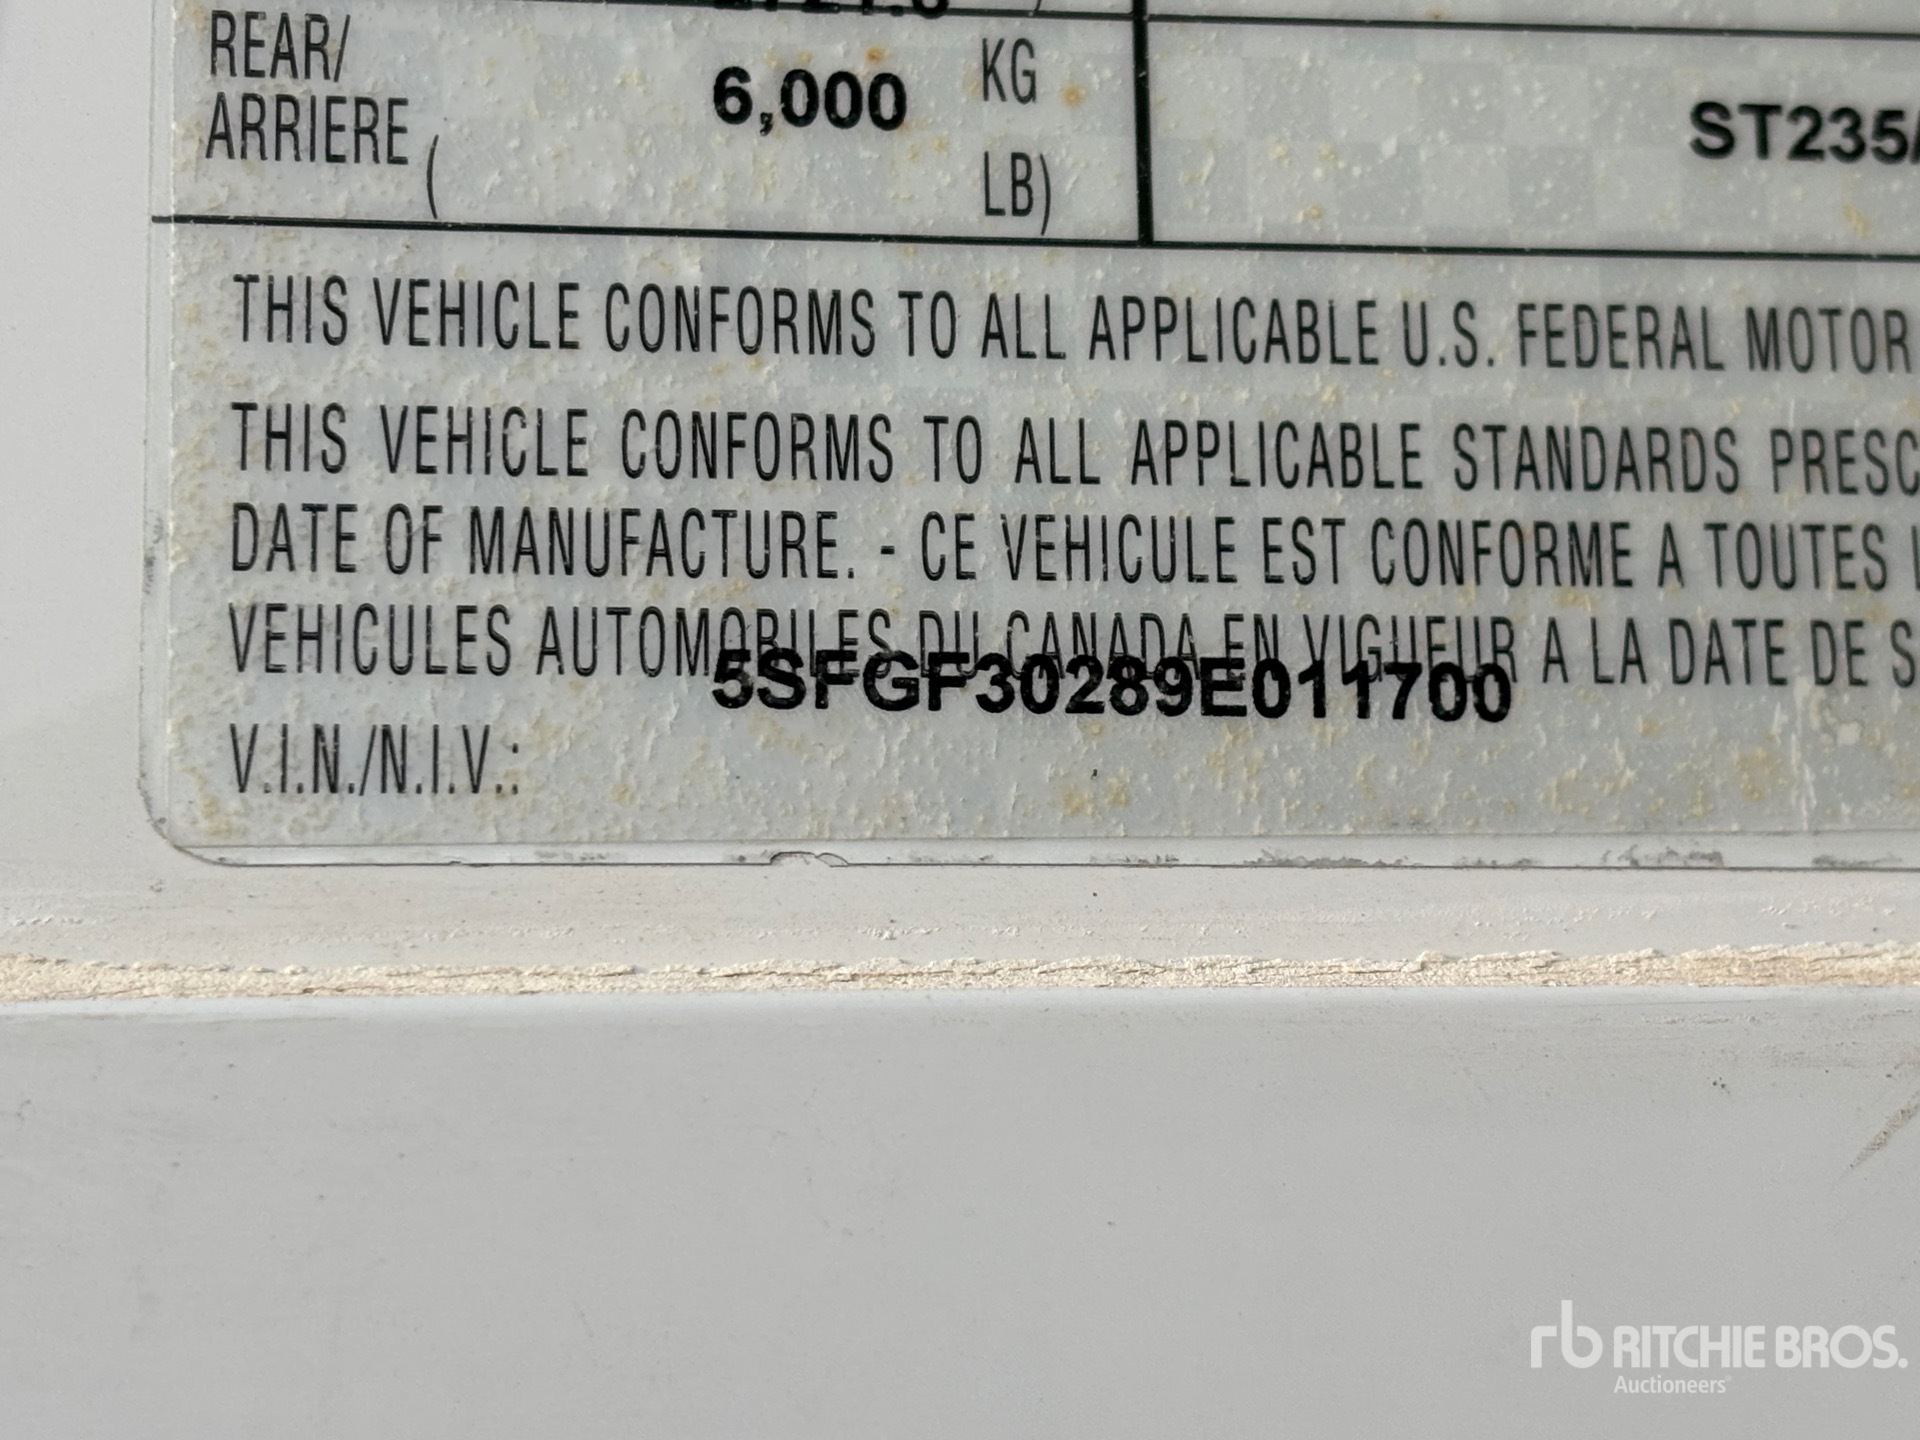 REAR/
ARRIERE
6,000
KG
( LB)
ST235/
THIS VEHICLE CONFORMS TO ALL APPLICABLE U.S. FEDERAL MOTOR
THIS VEHICLE CONFORMS TO ALL APPLICABLE STANDARDS PRESC
DATE OF MANUFACTURE. - CE VEHICULE EST CONFORME A TOUTES L
VEHICULES AUTOMOBILES DU CANADA EN VIGUEUR A LA DATE DE S
5SFGF30289E011700
V.I.N./N.I.V.:
rb RITCHIE BROS.
Auctioneers